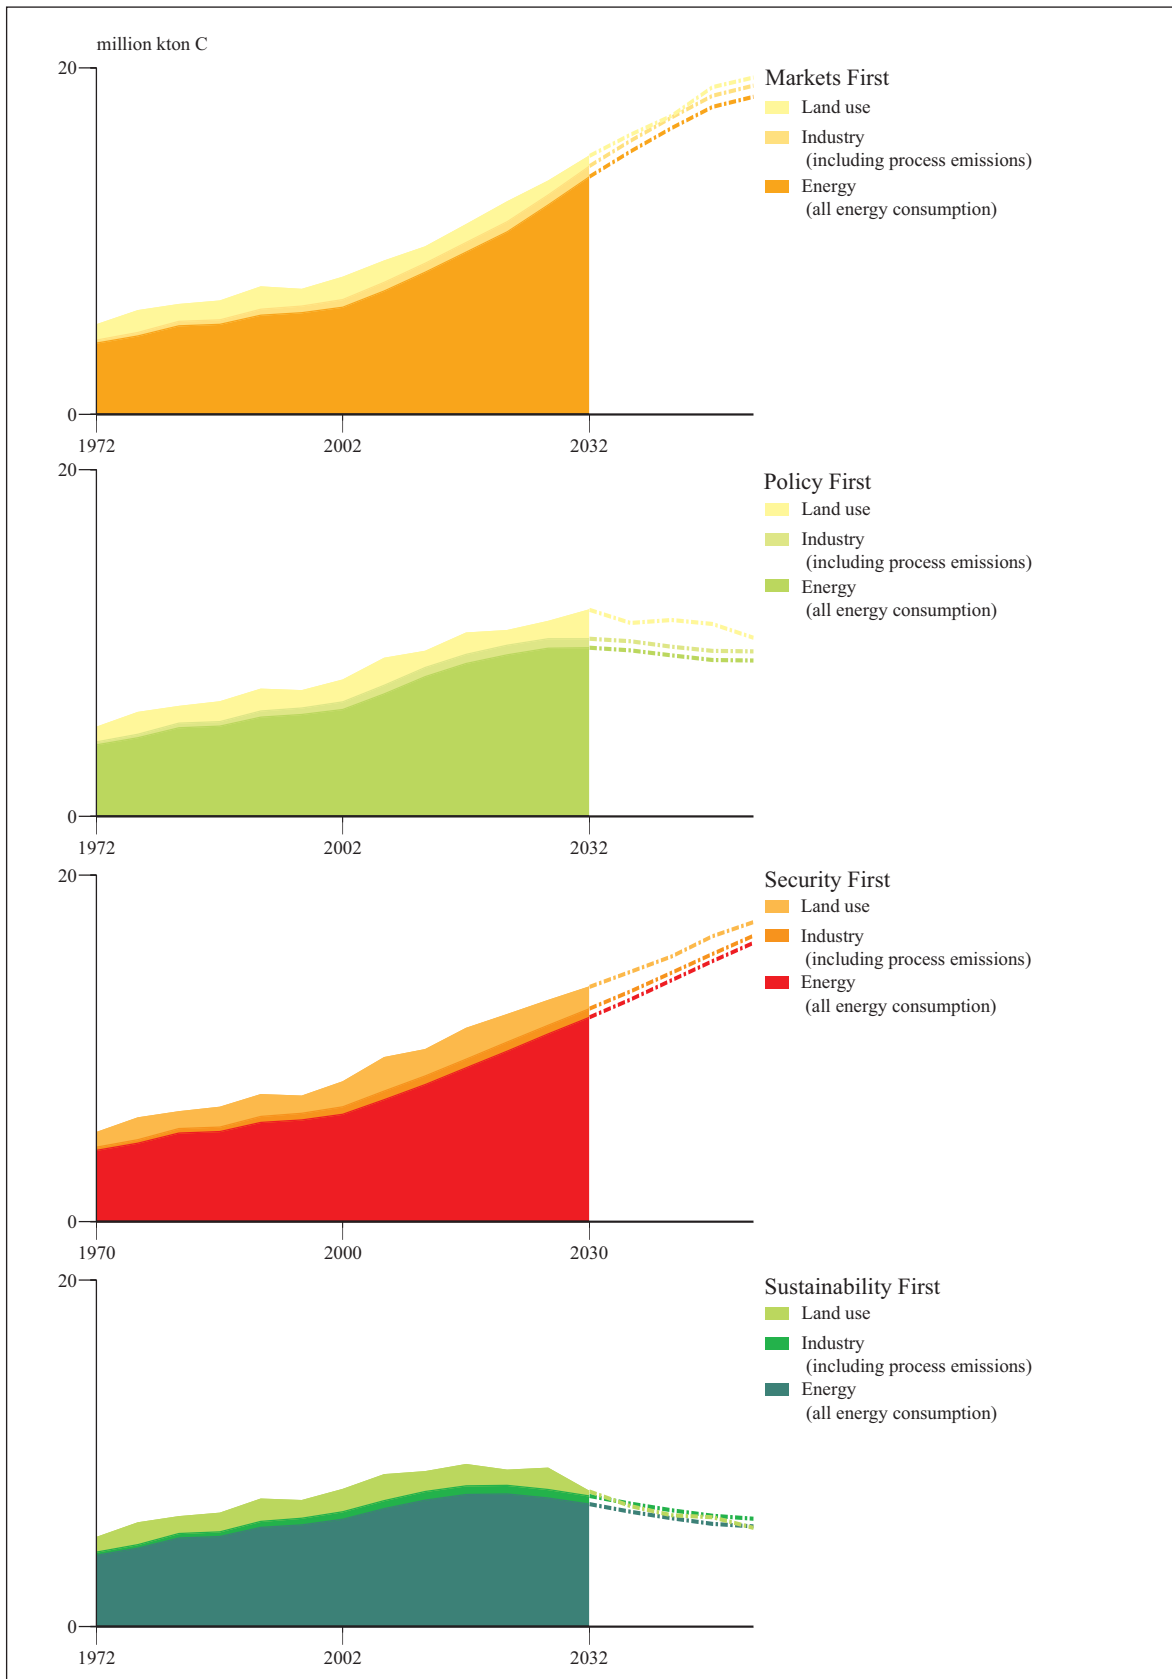 million kton C
20
0
1972
2002
2032
Markets First
Land use
Industry
(including process emissions)
Energy
(all energy consumption)
20
0
1972
2002
2032
Policy First
Land use
Industry
(including process emissions)
Energy
(all energy consumption)
20
0
1970
2000
2030
Security First
Land use
Industry
(including process emissions)
Energy
(all energy consumption)
20
0
1972
2002
2032
Sustainability First
Land use
Industry
(including process emissions)
Energy
(all energy consumption)